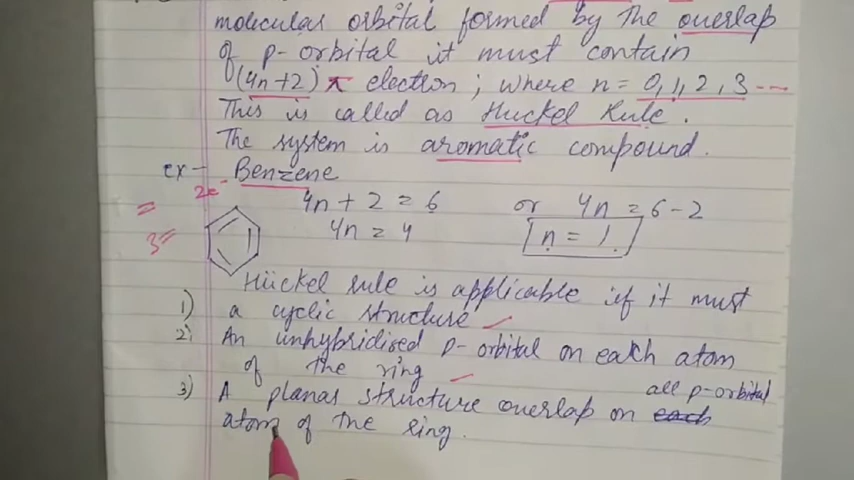 molecular orbital formed by the overlap
of p-orbital it must contain
(4n+2) π electron ; where n = 0, 1, 2, 3 ---
This is called as Huckel Rule.
The system is aromatic compound.
ex - Benzene
2e-
= 4n + 2 = 6 or 4n = 6 - 2
3= 4n = 4 n = 1.
Hückel rule is applicable if it must
1) a cyclic structure
2) An unhybridised p-orbital on each atom
of the ring
3) A planar structure overlap on all p-orbital
atom of the ring.